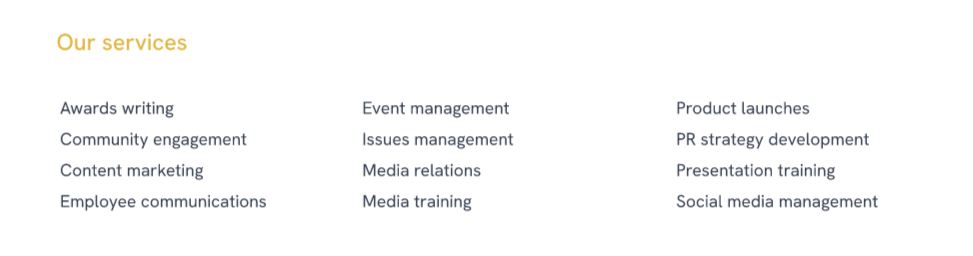 Our services
Awards writing
Community engagement
Content marketing
Employee communications
Event management
Issues management
Media relations
Media training
Product launches
PR strategy development
Presentation training
Social media management